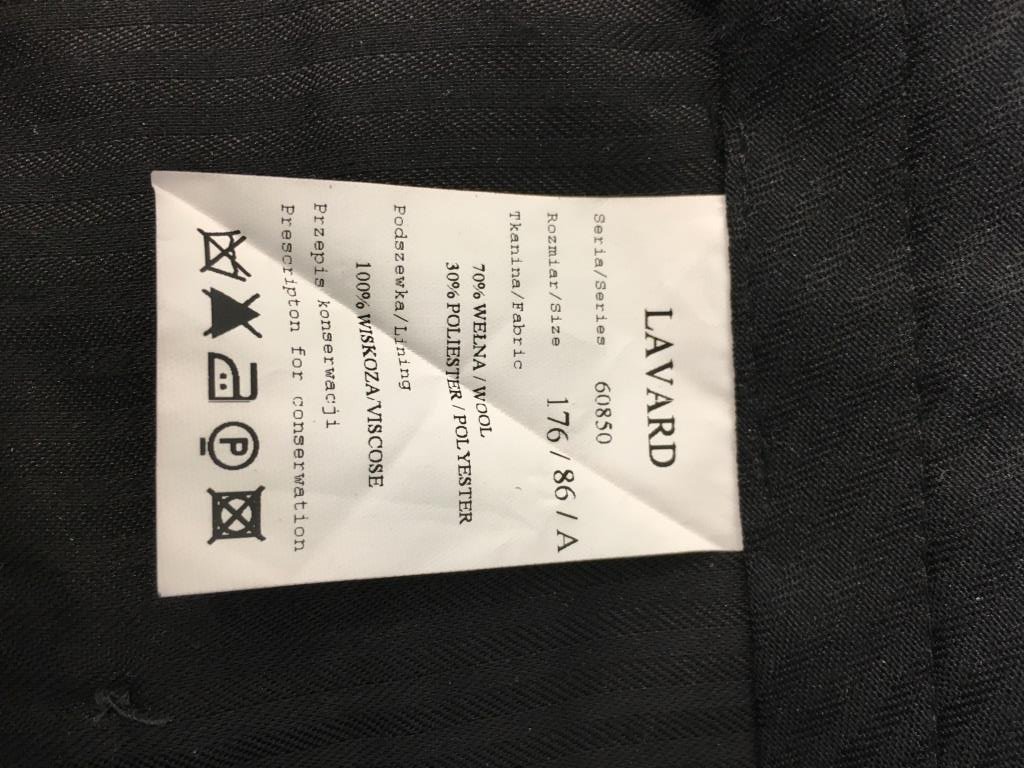 LAVARD
Seria/Series 60850
Rozmiar/Size 176 / 86 / A
Tkanina/Fabric
70% WEŁNA / WOOL
30% POLIESTER / POLYESTER
Podszewka/Lining
100% WISKOZA/VISCOSE
Przepis konserwacji
Prescripton for conserwation
P